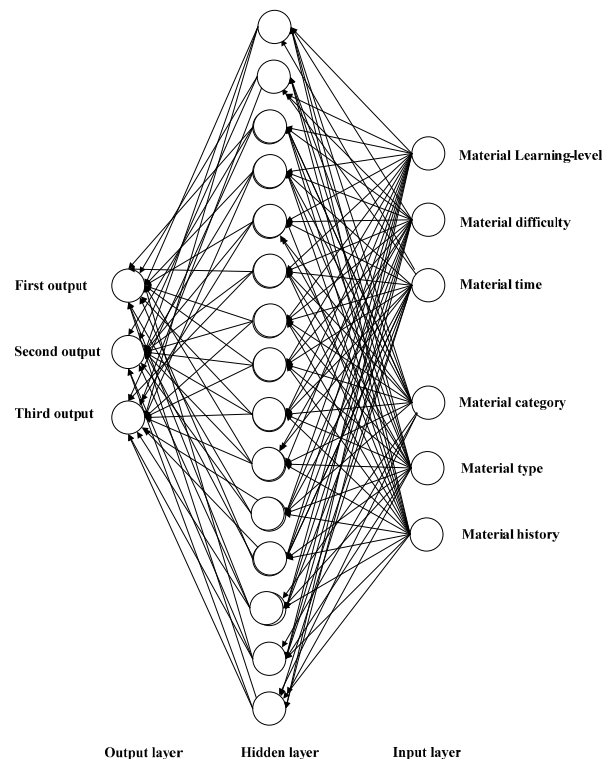 Material Learning-level
Material difficulty
Material time
First output
Second output
Third output
Material category
Material type
Material history
Output layer
Hidden layer
Input layer